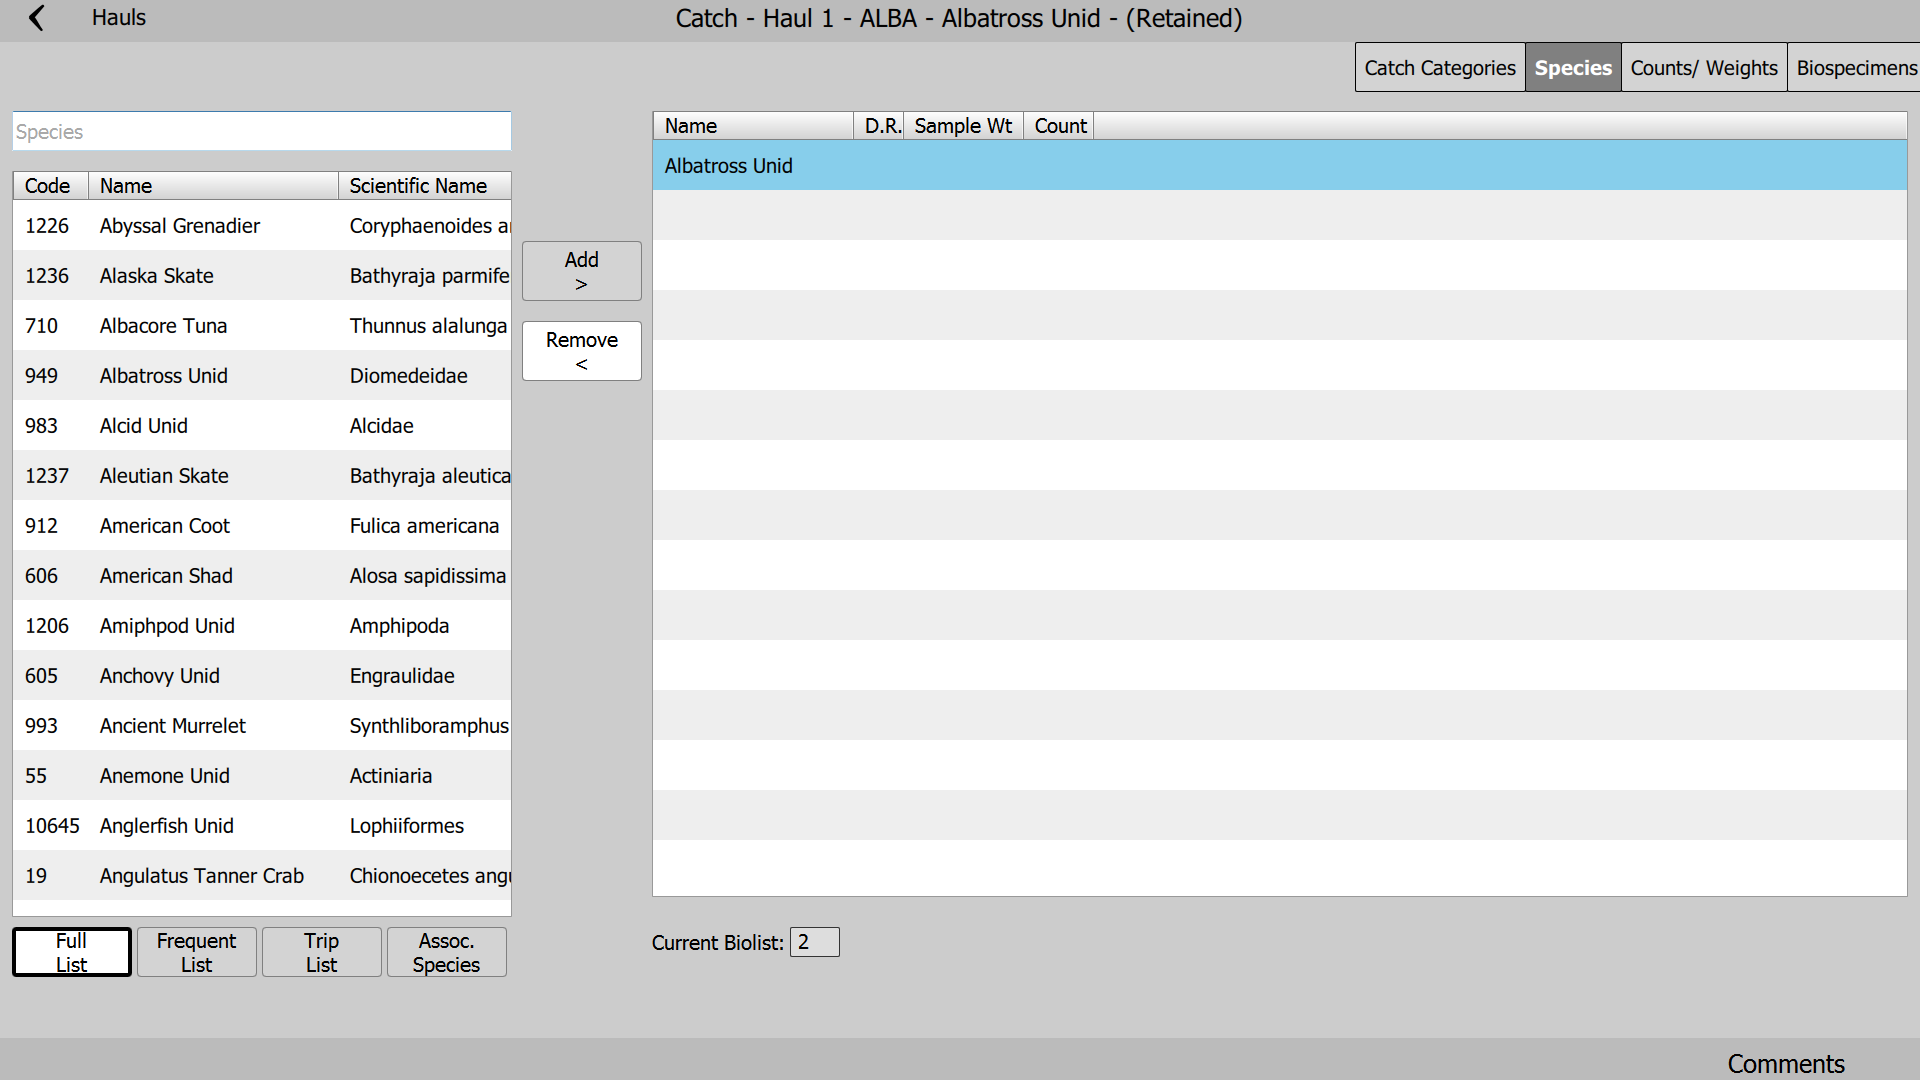 Hauls
Catch - Haul 1 - ALBA - Albatross Unid - (Retained)
Catch Categories Species Counts/ Weights Biospecimens
Species
Code Name Scientific Name
1226 Abyssal Grenadier Coryphaenoides a
1236 Alaska Skate Bathyraja parmife
710 Albacore Tuna Thunnus alalunga
949 Albatross Unid Diomedeidae
983 Alcid Unid Alcidae
1237 Aleutian Skate Bathyraja aleutica
912 American Coot Fulica americana
606 American Shad Alosa sapidissima
1206 Amiphpod Unid Amphipoda
605 Anchovy Unid Engraulidae
993 Ancient Murrelet Synthliboramphus
55 Anemone Unid Actiniaria
10645 Anglerfish Unid Lophiiformes
19 Angulatus Tanner Crab Chionoecetes angu
Full List
Frequent List
Trip List
Assoc. Species
Add
>
Remove
<
Name D.R. Sample Wt Count
Albatross Unid
Current Biolist: 2
Comments